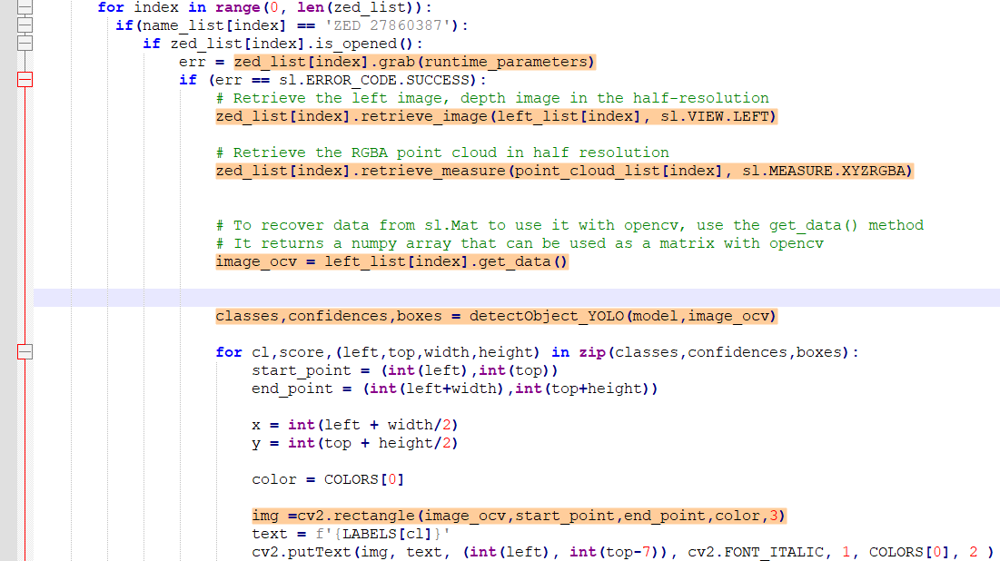 for index in range(0, len(zed_list)):
if(name_list[index] == 'ZED 27860387'):
if zed_list[index].is_opened():
err = zed_list[index].grab(runtime_parameters)
if (err == sl.ERROR_CODE.SUCCESS):
# Retrieve the left image, depth image in the half-resolution
zed_list[index].retrieve_image(left_list[index], sl.VIEW.LEFT)
# Retrieve the RGBA point cloud in half resolution
zed_list[index].retrieve_measure(point_cloud_list[index], sl.MEASURE.XYZRGBA)
# To recover data from sl.Mat to use it with opencv, use the get_data() method
# It returns a numpy array that can be used as a matrix with opencv
image_ocv = left_list[index].get_data()
classes,confidences,boxes = detectObject_YOLO(model,image_ocv)
for cl,score,(left,top,width,height) in zip(classes,confidences,boxes):
start_point = (int(left),int(top))
end_point = (int(left+width),int(top+height))
x = int(left + width/2)
y = int(top + height/2)
color = COLORS[0]
img =cv2.rectangle(image_ocv,start_point,end_point,color,3)
text = f'{LABELS[cl]}'
cv2.putText(img, text, (int(left), int(top-7)), cv2.FONT_ITALIC, 1, COLORS[0], 2 )